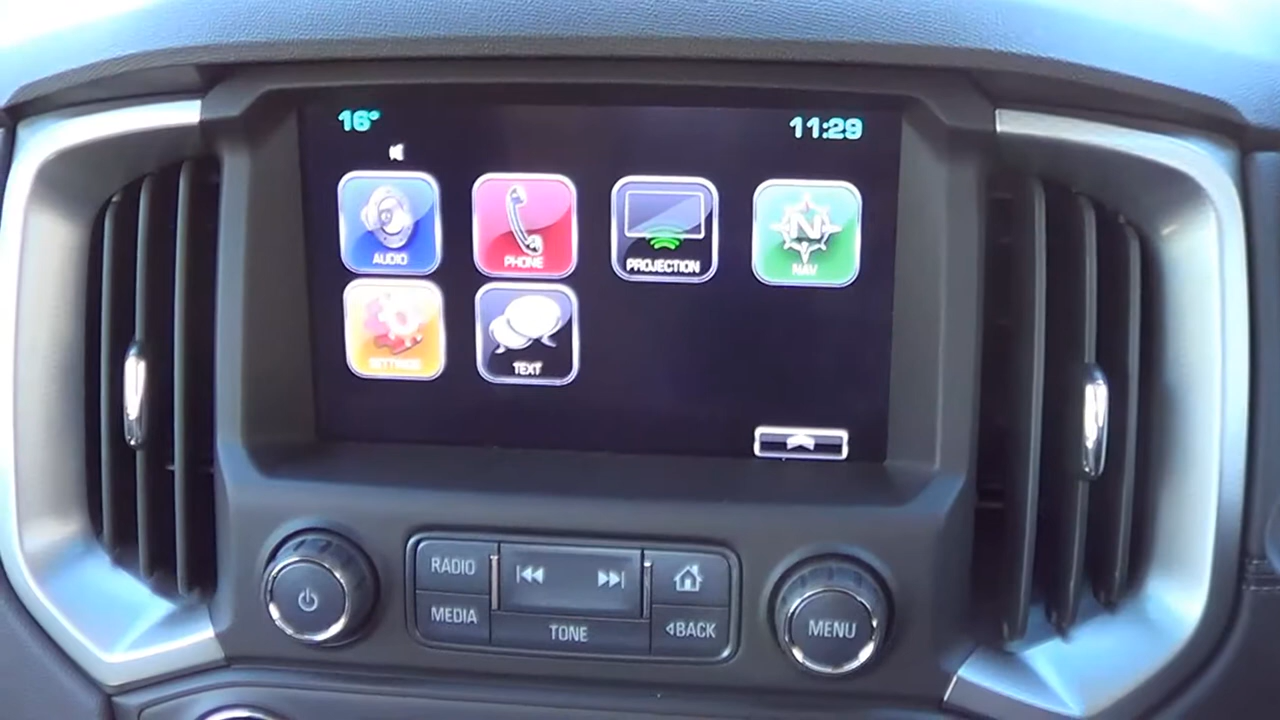 16°
11:29
AUDIO
PHONE
PROJECTION
N
NAV
SETTINGS
TEXT
RADIO
MEDIA
TONE
BACK
MENU